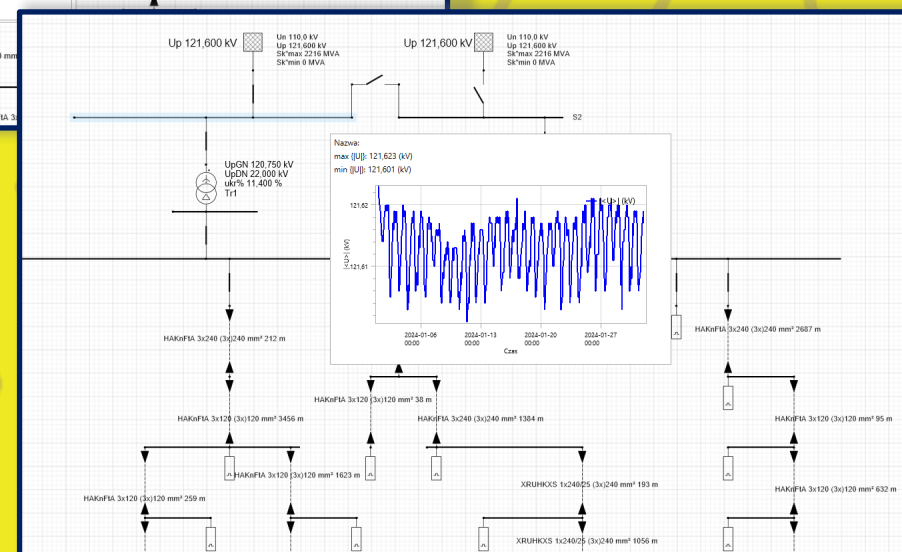 0 mm
tA 3x
Up 121,600 kV
Un 110,0 kV
Up 121,600 kV
Sk"max 2216 MVA
Sk"min 0 MVA
Up 121,600 kV
Un 110,0 kV
Up 121,600 kV
Sk"max 2216 MVA
Sk"min 0 MVA
S2
UpGN 120,750 kV
UpDN 22,000 kV
ukr% 11,400 %
Tr1
Nazwa:
max {|U|}: 121,623 (kV)
min {|U|}: 121,601 (kV)
|<U>| (kV)
121,62
121,61
|<U>| (kV)
2024-01-06
00:00
2024-01-13
00:00
2024-01-20
00:00
2024-01-27
00:00
Czas
HAKnFtA 3x240 (3x)240 mm² 212 m
HAKnFtA 3x240 (3x)240 mm² 2687 m
HAKnFtA 3x120 (3x)120 mm² 38 m
HAKnFtA 3x120 (3x)120 mm² 3456 m
HAKnFtA 3x240 (3x)240 mm² 1384 m
HAKnFtA 3x120 (3x)120 mm² 95 m
HAKnFtA 3x120 (3x)120 mm² 1623 m
XRUHKXS 1x240/25 (3x)240 mm² 193 m
HAKnFtA 3x120 (3x)120 mm² 632 m
HAKnFtA 3x120 (3x)120 mm² 259 m
XRUHKXS 1x240/25 (3x)240 mm² 1056 m